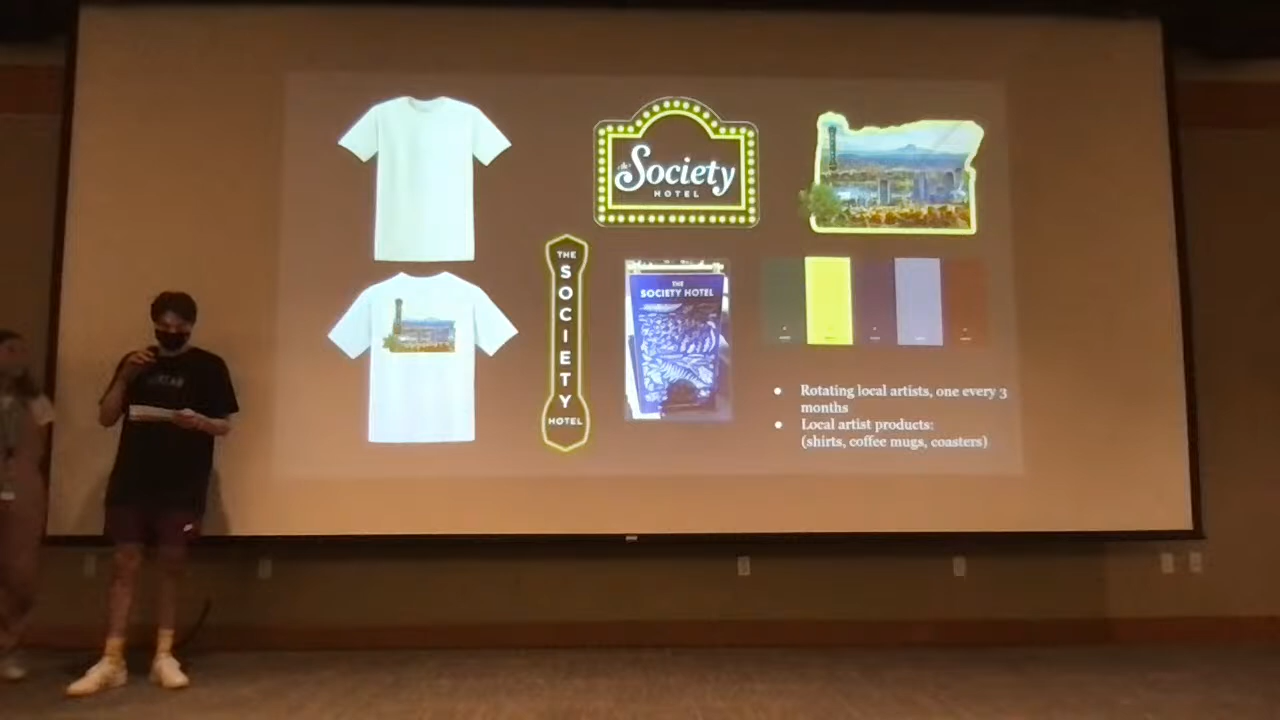 the
Society
HOTEL
THE
SOCIETY
HOTEL
THE
SOCIETY HOTEL
• Rotating local artists, one every 3
months
• Local artist products:
(shirts, coffee mugs, coasters)